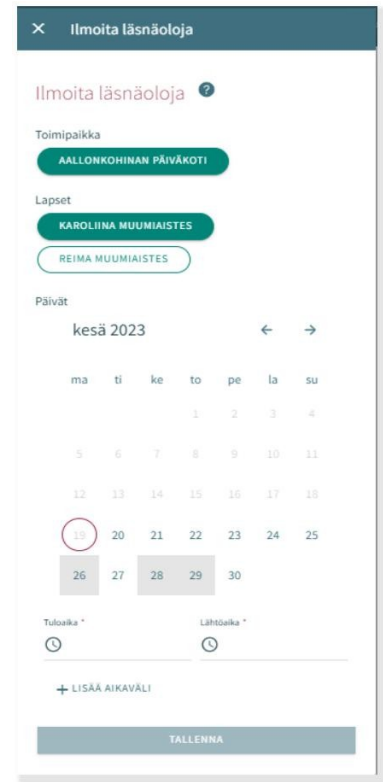 Ilmoita läsnäoloja
Ilmoita läsnäoloja ?
Toimipaikka
AALLONKOHINAN PÄIVÄKOTI
Lapset
KAROLIINA MUUMIAISTES
REIMA MUUMIAISTES
Päivät
kesä 2023
ma ti ke to pe la su
1 2 3 4
5 6 7 8 9 10 11
12 13 14 15 16 17 18
19 20 21 22 23 24 25
26 27 28 29 30
Tuloaika * Lähtöaika *
+ LISÄÄ AIKAVÄLI
TALLENNA